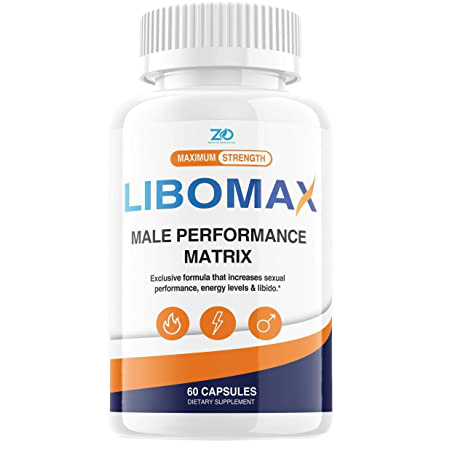 ZO
MAXIMUM STRENGTH
LIBOMAX
MALE PERFORMANCE
MATRIX
Exclusive formula that increases sexual
performance, energy levels & libido.*
60 CAPSULES
DIETARY SUPPLEMENT